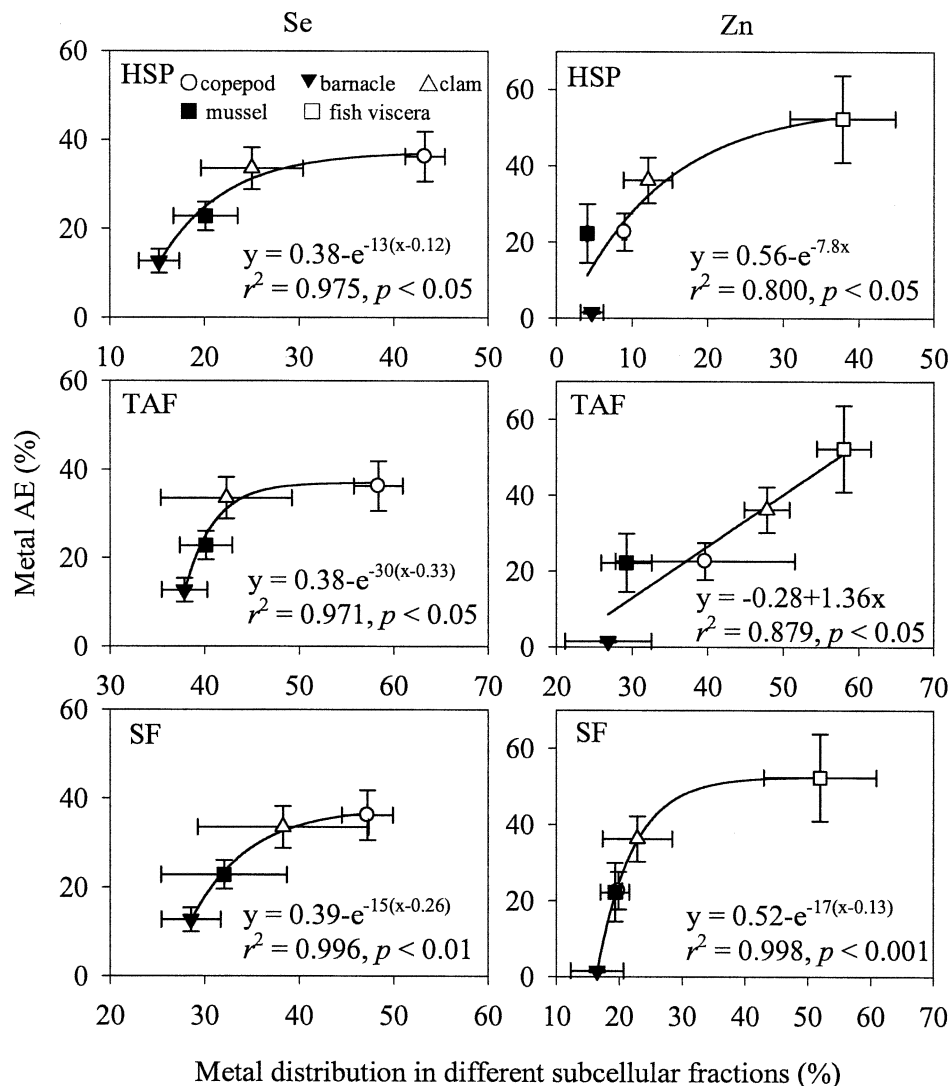 Se Zn
60
40
20
0
HSP
copepod barnacle clam
mussel fish viscera
y = 0.38-e^-13(x-0.12)
r^2 = 0.975, p < 0.05
10 20 30 40 50
60
40
20
0
HSP
y = 0.56-e^-7.8x
r^2 = 0.800, p < 0.05
0 10 20 30 40 50
Metal AE (%)
60
40
20
0
TAF
y = 0.38-e^-30(x-0.33)
r^2 = 0.971, p < 0.05
30 40 50 60 70
60
40
20
0
TAF
y = -0.28+1.36x
r^2 = 0.879, p < 0.05
20 30 40 50 60 70
60
40
20
0
SF
y = 0.39-e^-15(x-0.26)
r^2 = 0.996, p < 0.01
20 30 40 50 60
60
40
20
0
SF
y = 0.52-e^-17(x-0.13)
r^2 = 0.998, p < 0.001
10 20 30 40 50 60 70
Metal distribution in different subcellular fractions (%)